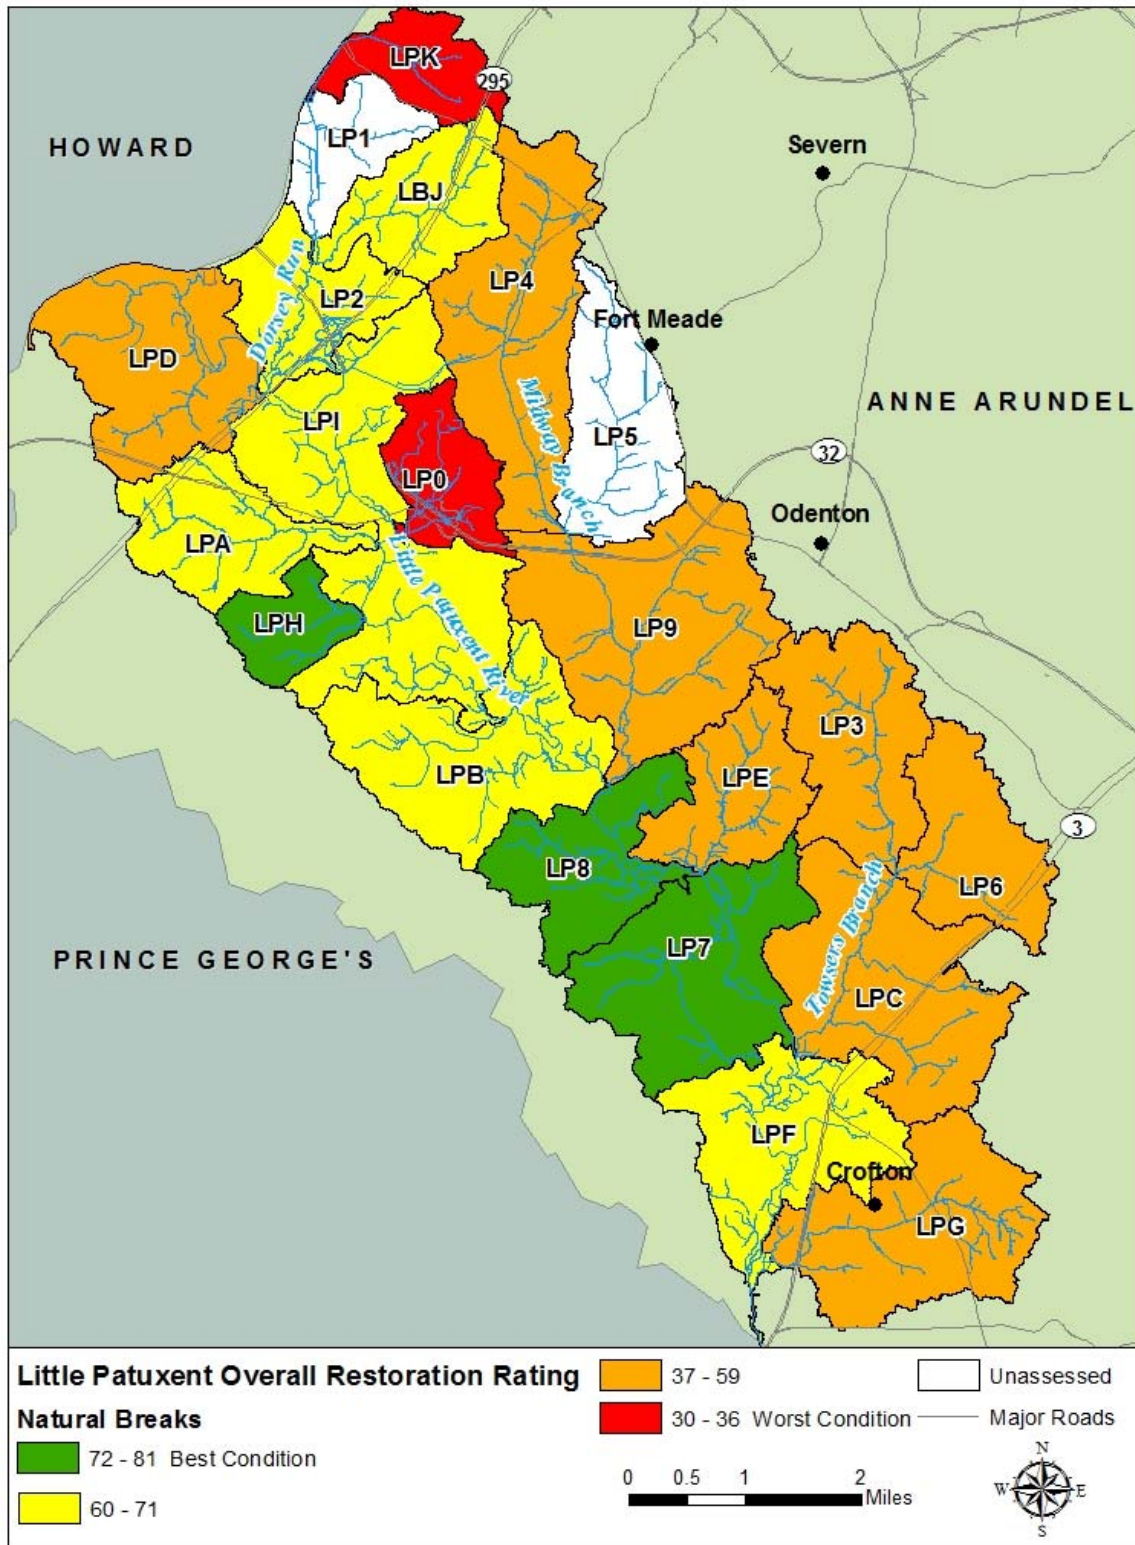 LPK
295
HOWARD
LP1
Severn
LBJ
Dorsey Run
LP4
LP2
Fort Meade
LPD
ANNE ARUNDEL
Midway Branch
LPI
LP5
32
LP0
Odenton
LPA
Little Patuxent River
LPH
LP9
LP3
LPB
LPE
3
LP8
LP6
Towsers Branch
LP7
PRINCE GEORGE'S
LPC
LPF
Crofton
LPG
Little Patuxent Overall Restoration Rating
Natural Breaks
72 - 81 Best Condition
60 - 71
37 - 59
30 - 36 Worst Condition
Unassessed
Major Roads
0 0.5 1 2
Miles
N
W E
S